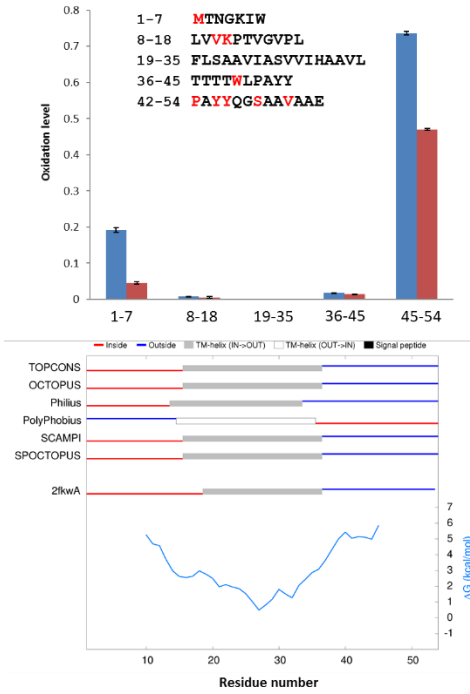 0.8
0.7
0.6
0.5
0.4
0.3
0.2
0.1
0
Oxidation level
1-7 MTNGKIW
8-18 LVVVKPTVGVPL
19-35 FLSAAVIASVVIHAAVL
36-45 TTTTWLPAYY
42-54 PAYYQGSAAVAAE
1-7 8-18 19-35 36-45 45-54
Inside Outside TM-helix (IN->OUT) TM-helix (OUT->IN) Signal peptide
TOPCONS
OCTOPUS
Philius
PolyPhobius
SCAMPI
SPOCTOPUS
2fkwA
7
6
5
4
3
2
1
0
-1
ΔG (kcal/mol)
10 20 30 40 50
Residue number